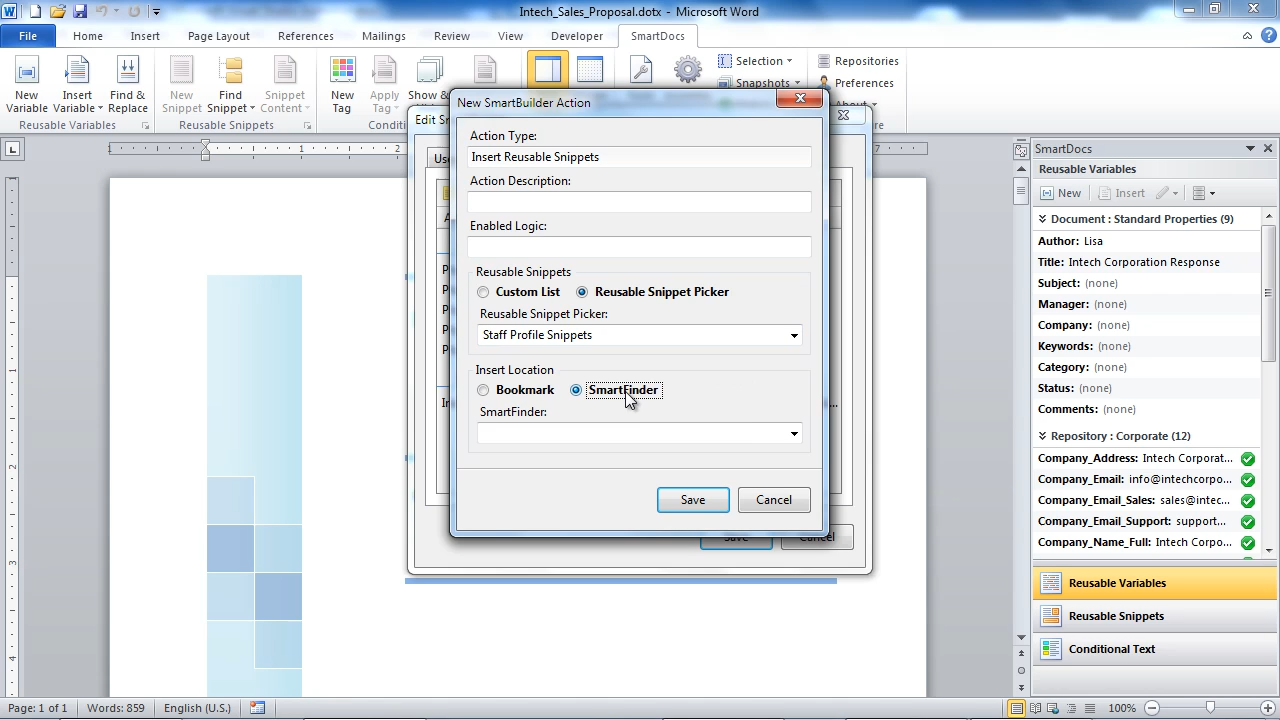 Intech_Sales_Proposal.dotx - Microsoft Word
File Home Insert Page Layout References Mailings Review View Developer SmartDocs
New Variable
Insert Variable
Find & Replace
New Snippet
Find Snippet
Snippet Content
New Tag
Apply Tag
Show &
Selection
Snapshots
Repositories
Preferences
About
Reusable Variables
Reusable Snippets
New SmartBuilder Action
Action Type:
Insert Reusable Snippets
Action Description:
Enabled Logic:
Reusable Snippets
Custom List Reusable Snippet Picker
Reusable Snippet Picker:
Staff Profile Snippets
Insert Location
Bookmark SmartFinder
SmartFinder:
Save Cancel
Save Cancel
SmartDocs
Reusable Variables
New Insert
Document : Standard Properties (9)
Author: Lisa
Title: Intech Corporation Response
Subject: (none)
Manager: (none)
Company: (none)
Keywords: (none)
Category: (none)
Status: (none)
Comments: (none)
Repository : Corporate (12)
Company_Address: Intech Corporat...
Company_Email: info@intechcorpo...
Company_Email_Sales: sales@intec...
Company_Email_Support: support...
Company_Name_Full: Intech Corpo...
Reusable Variables
Reusable Snippets
Conditional Text
Page: 1 of 1 Words: 859 English (U.S.) 100%